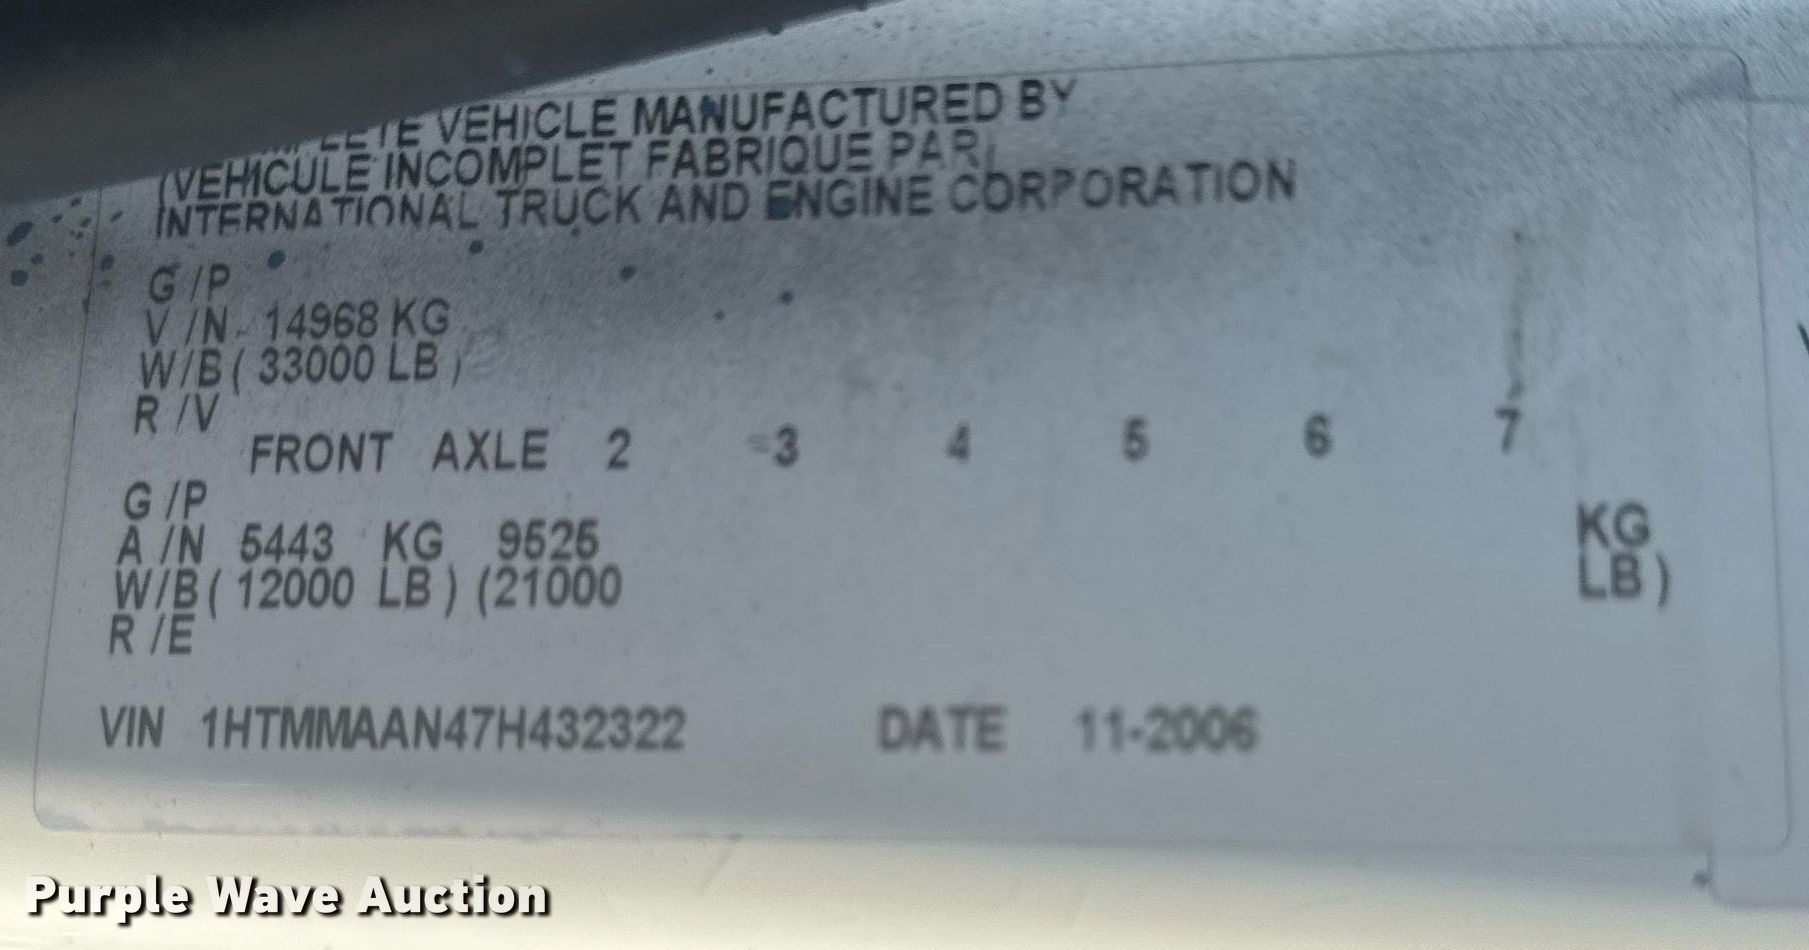 VEHICLE MANUFACTURED BY
(VEHICULE INCOMPLET FABRIQUE PAR)
INTERNATIONAL TRUCK AND ENGINE CORPORATION
G /P
V /N 14968 KG
W/B ( 33000 LB )
R /V
FRONT AXLE 2 3 4 5 6 7
G /P
A /N 5443 KG 9525 KG
W/B ( 12000 LB ) (21000 LB )
R /E
VIN 1HTMMAAN47H432322 DATE 11-2006
Purple Wave Auction